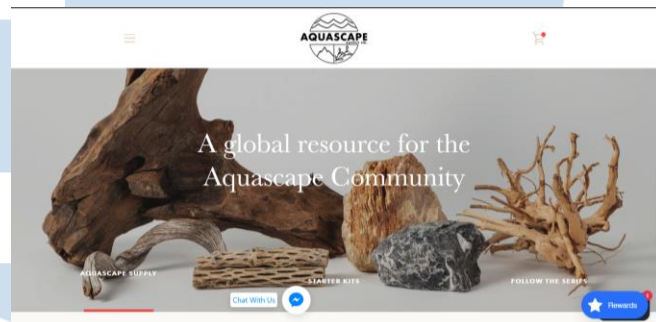 AQUASCAPE
A global resource for the
Aquascape Community
AQUASCAPE SUPPLY
STARTER KITS
FOLLOW THE SERIES
Chat With Us
Rewards